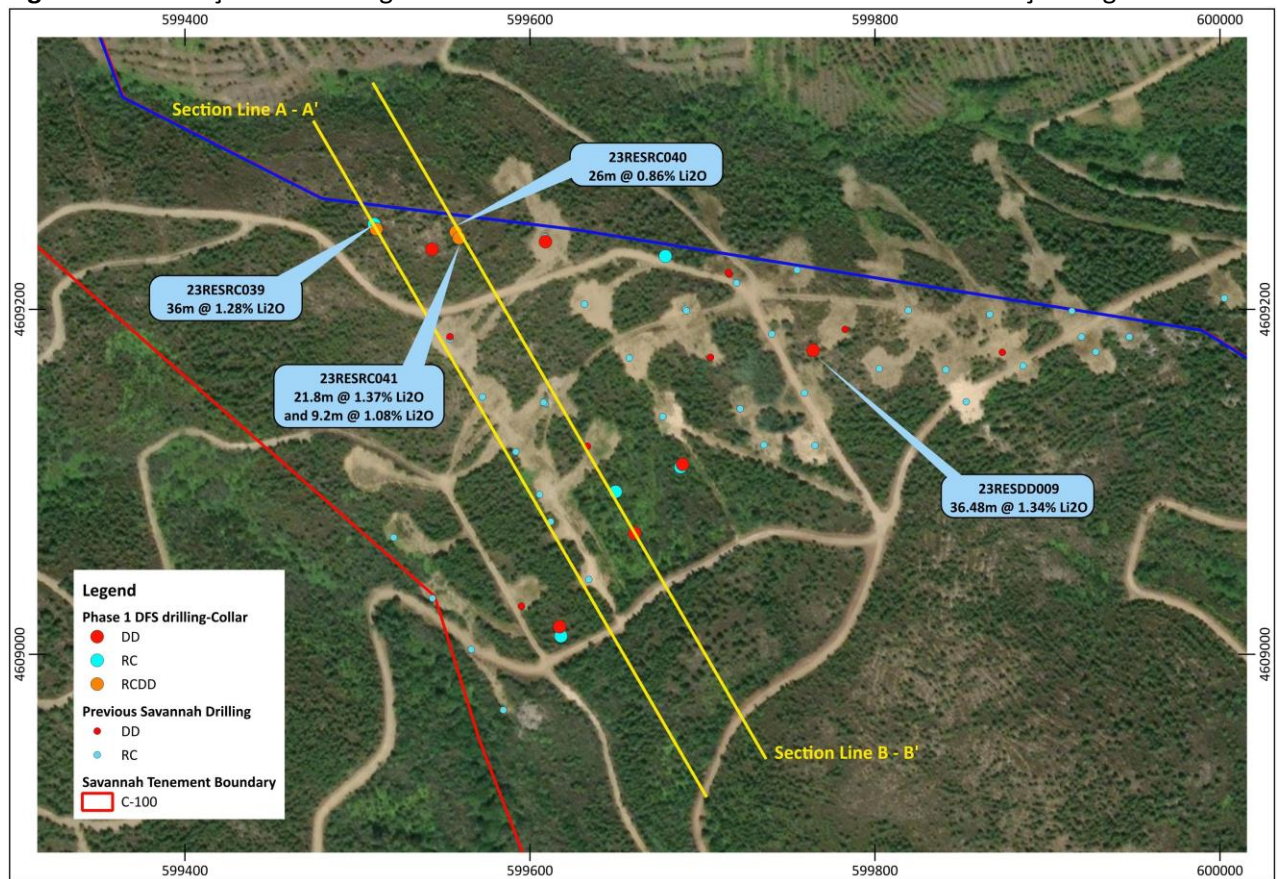 599400
599600
599800
600000
Section Line A - A'
23RESRC040
26m @ 0.86% Li2O
23RESRC039
36m @ 1.28% Li2O
4609200
4609200
23RESRC041
21.8m @ 1.37% Li2O
and 9.2m @ 1.08% Li2O
23RESDD009
36.48m @ 1.34% Li2O
Legend
Phase 1 DFS drilling-Collar
DD
RC
RCDD
Previous Savannah Drilling
DD
RC
Savannah Tenement Boundary
C-100
4609000
4609000
Section Line B - B'
599400
599600
599800
600000